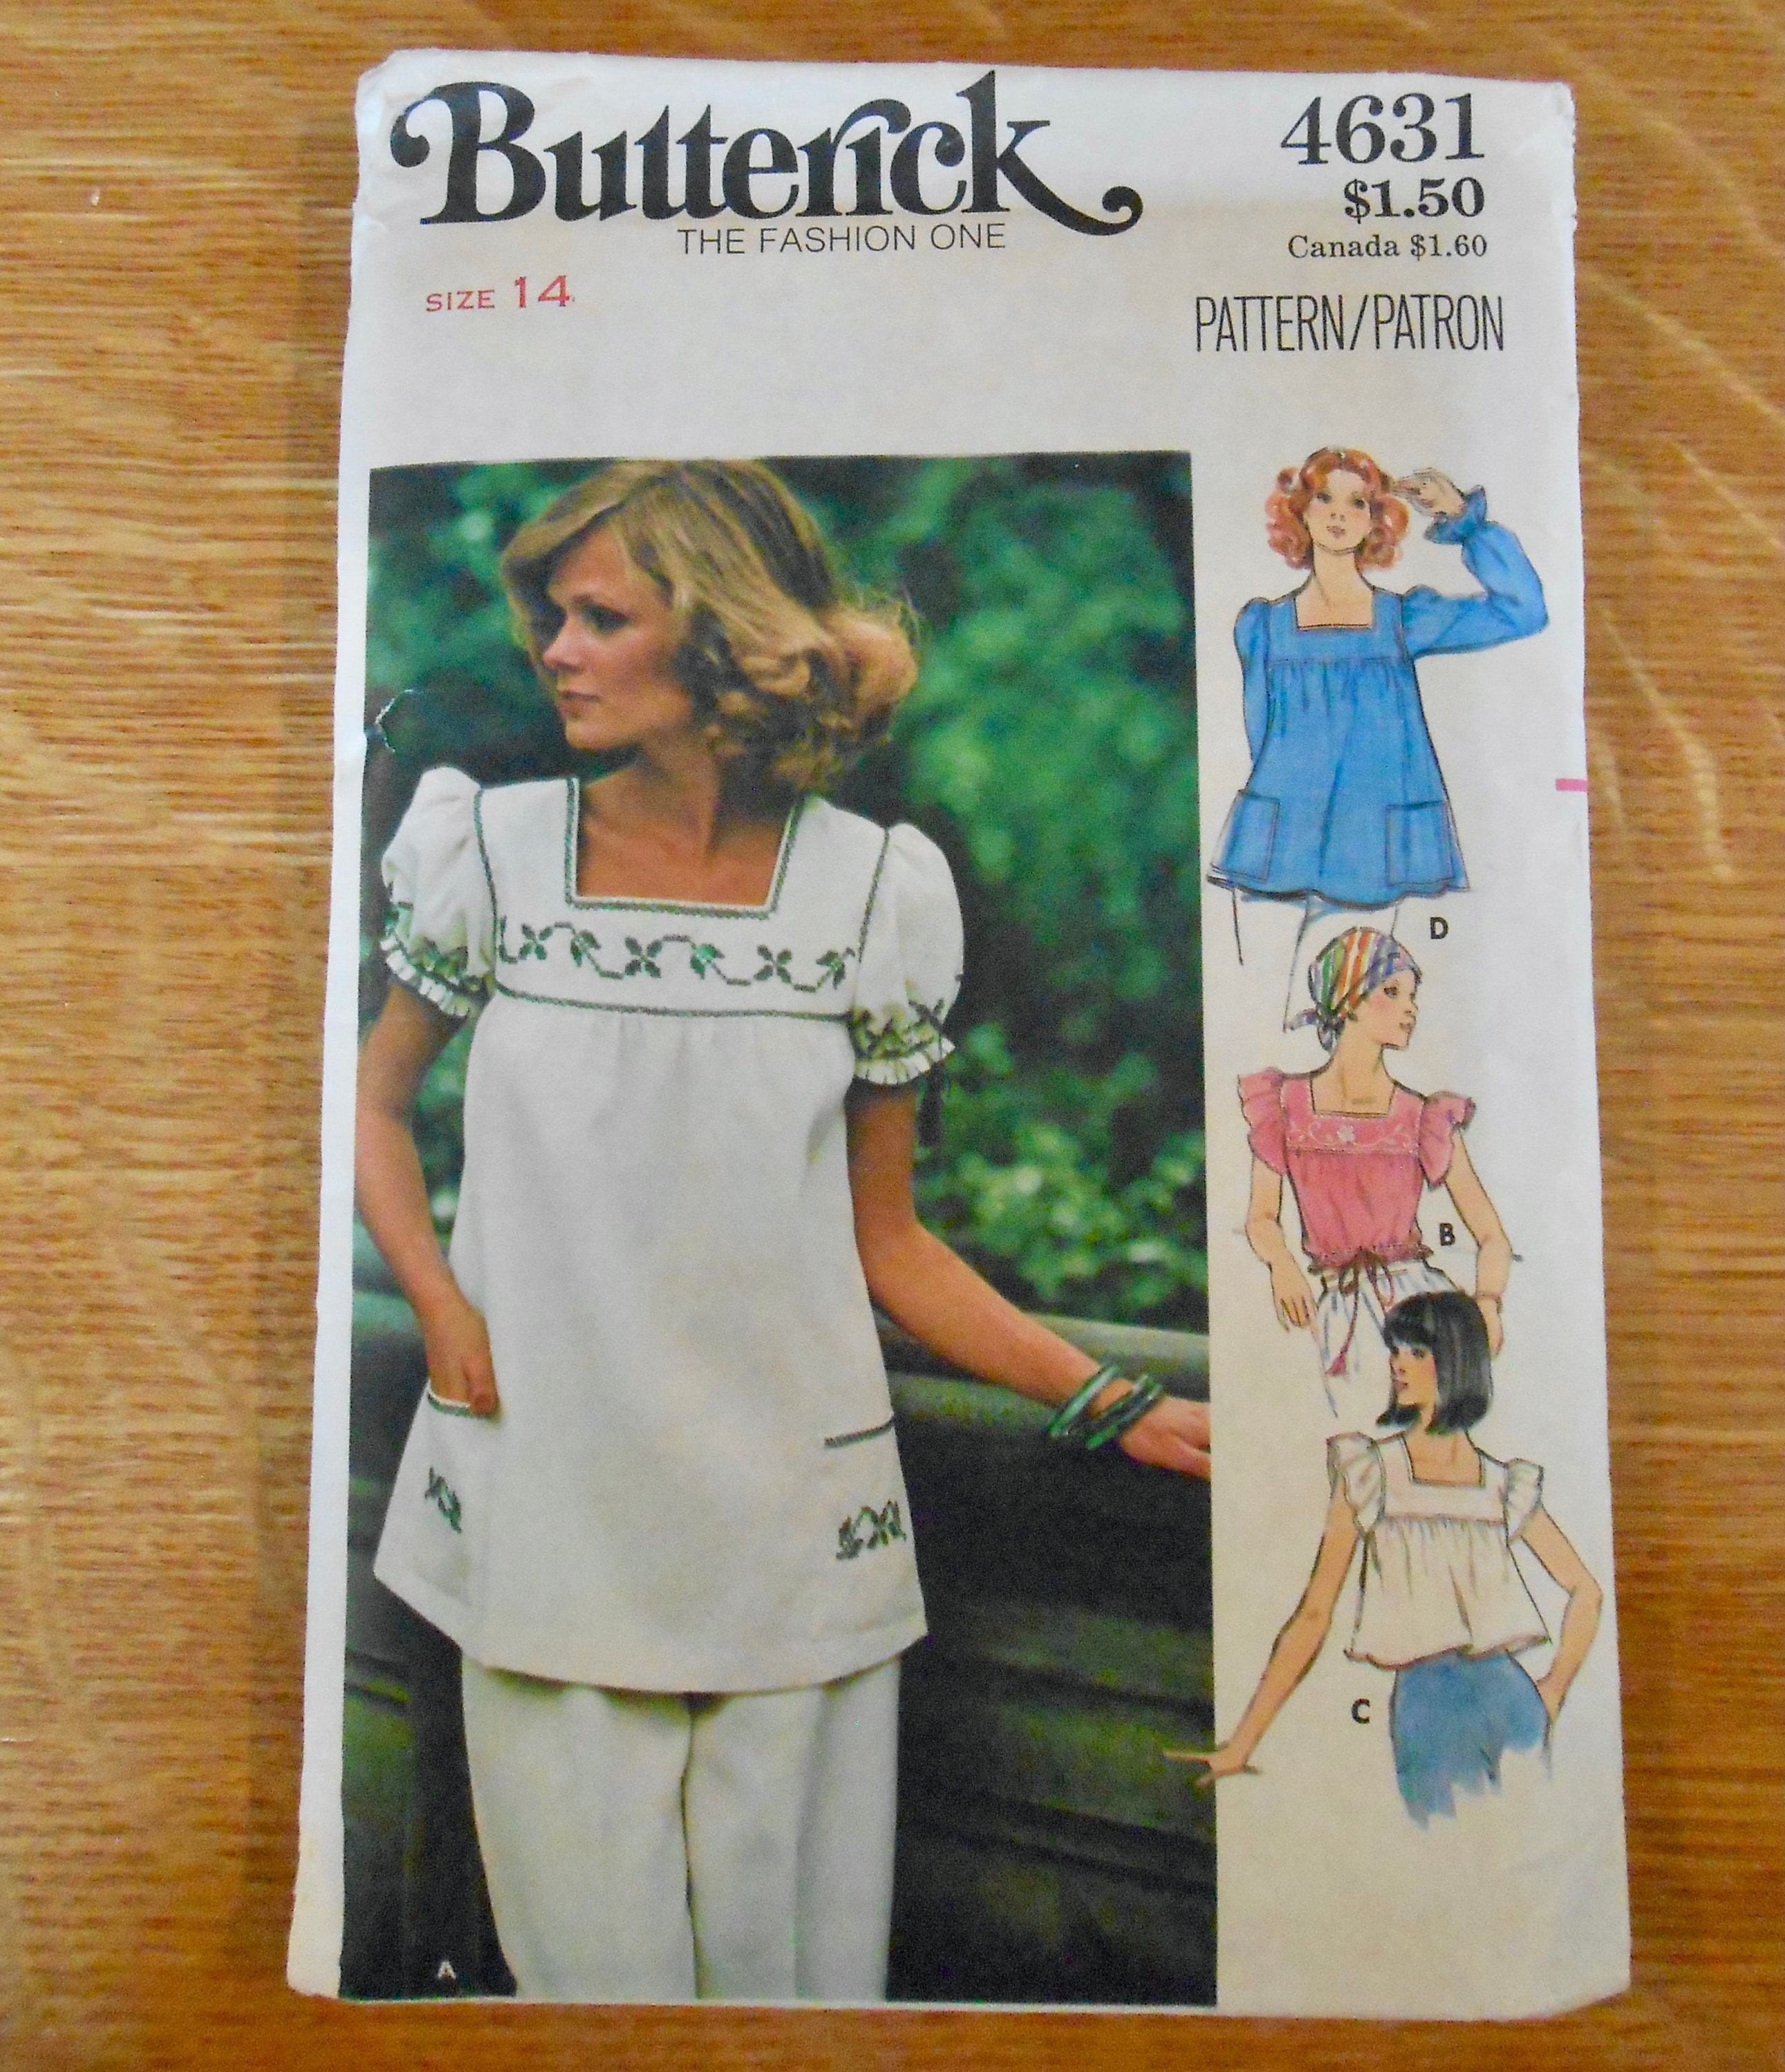 Butterick
THE FASHION ONE
SIZE 14
4631
$1.50
Canada $1.60
PATTERN/PATRON
D
B
C
A